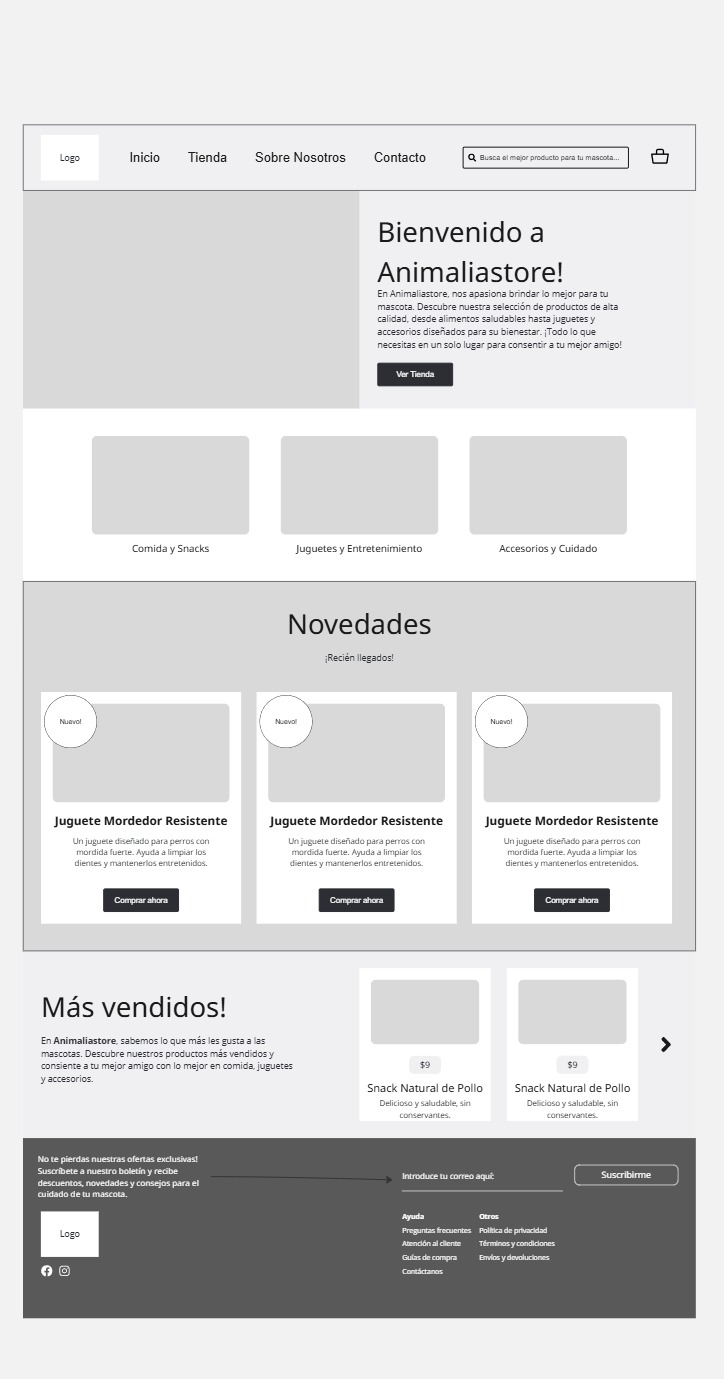 Logo
Inicio
Tienda
Sobre Nosotros
Contacto
Busca el mejor producto para tu mascota...
Bienvenido a
Animaliastore!
En Animaliastore, nos apasiona brindar lo mejor para tu
mascota. Descubre nuestra selección de productos de alta
calidad, desde alimentos saludables hasta juguetes y
accesorios diseñados para su bienestar. ¡Todo lo que
necesitas en un solo lugar para consentir a tu mejor amigo!
Ver Tienda
Comida y Snacks
Juguetes y Entretenimiento
Accesorios y Cuidado
Novedades
¡Recién llegados!
Nuevo!
Juguete Mordedor Resistente
Un juguete diseñado para perros con
mordida fuerte. Ayuda a limpiar los
dientes y mantenerlos entretenidos.
Comprar ahora
Nuevo!
Juguete Mordedor Resistente
Un juguete diseñado para perros con
mordida fuerte. Ayuda a limpiar los
dientes y mantenerlos entretenidos.
Comprar ahora
Nuevo!
Juguete Mordedor Resistente
Un juguete diseñado para perros con
mordida fuerte. Ayuda a limpiar los
dientes y mantenerlos entretenidos.
Comprar ahora
Más vendidos!
En Animaliastore, sabemos lo que más les gusta a las
mascotas. Descubre nuestros productos más vendidos y
consiente a tu mejor amigo con lo mejor en comida, juguetes
y accesorios.
$9
Snack Natural de Pollo
Delicioso y saludable, sin
conservantes.
$9
Snack Natural de Pollo
Delicioso y saludable, sin
conservantes.
No te pierdas nuestras ofertas exclusivas!
Suscríbete a nuestro boletín y recibe
descuentos, novedades y consejos para el
cuidado de tu mascota.
Introduce tu correo aquí:
Suscribirme
Logo
Ayuda
Preguntas frecuentes
Atención al cliente
Guías de compra
Contáctanos
Otros
Política de privacidad
Términos y condiciones
Envíos y devoluciones